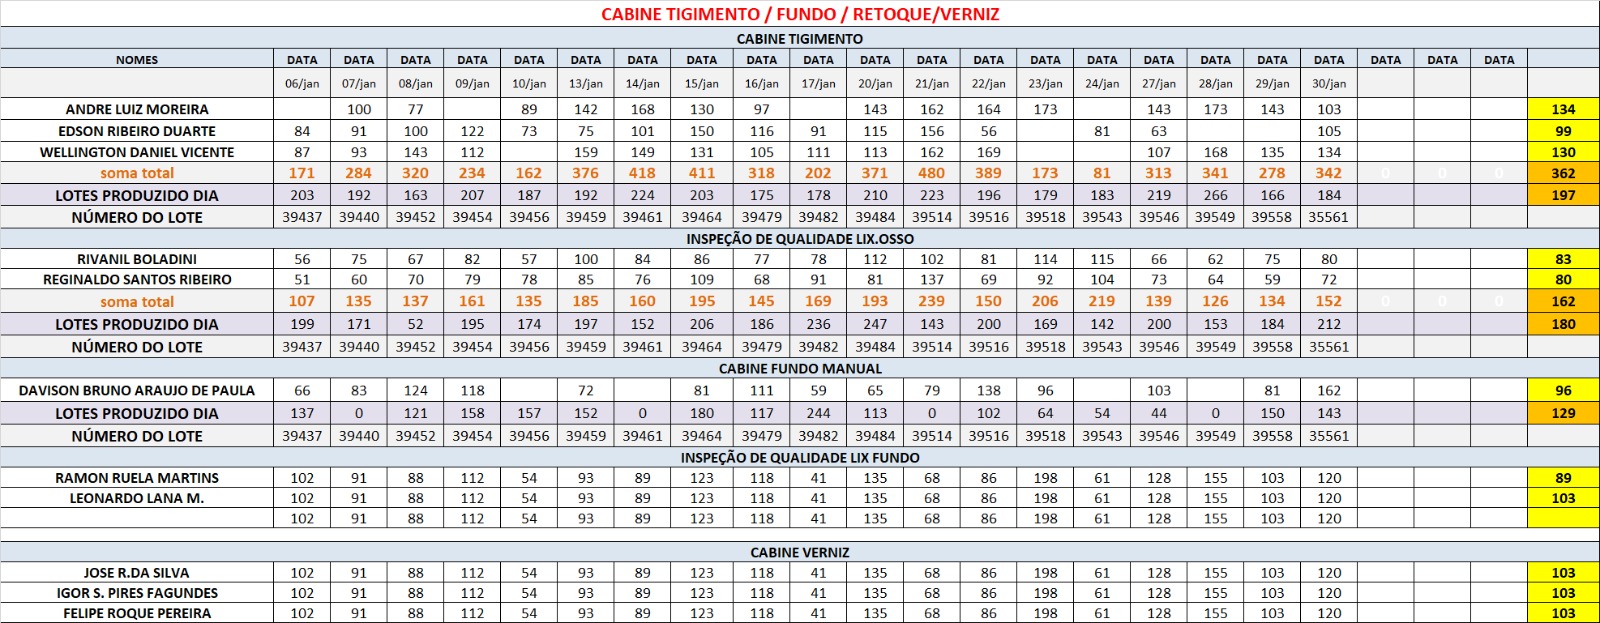 CABINE TIGIMENTO / FUNDO / RETOQUE/VERNIZ
CABINE TIGIMENTO
NOMES DATA DATA DATA DATA DATA DATA DATA DATA DATA DATA DATA DATA DATA DATA DATA DATA DATA DATA DATA DATA DATA DATA
06/jan 07/jan 08/jan 09/jan 10/jan 13/jan 14/jan 15/jan 16/jan 17/jan 20/jan 21/jan 22/jan 23/jan 24/jan 27/jan 28/jan 29/jan 30/jan
ANDRE LUIZ MOREIRA 100 77 89 142 168 130 97 143 162 164 173 143 173 143 103 134
EDSON RIBEIRO DUARTE 84 91 100 122 73 75 101 150 116 91 115 156 56 81 63 105 99
WELLINGTON DANIEL VICENTE 87 93 143 112 159 149 131 105 111 113 162 169 107 168 135 134 130
soma total 171 284 320 234 162 376 418 411 318 202 371 480 389 173 81 313 341 278 342 0 0 0 362
LOTES PRODUZIDO DIA 203 192 163 207 187 192 224 203 175 178 210 223 196 179 183 219 266 166 184 197
NÚMERO DO LOTE 39437 39440 39452 39454 39456 39459 39461 39464 39479 39482 39484 39514 39516 39518 39543 39546 39549 39558 35561
INSPEÇÃO DE QUALIDADE LIX.OSSO
RIVANIL BOLADINI 56 75 67 82 57 100 84 86 77 78 112 102 81 114 115 66 62 75 80 83
REGINALDO SANTOS RIBEIRO 51 60 70 79 78 85 76 109 68 91 81 137 69 92 104 73 64 59 72 80
soma total 107 135 137 161 135 185 160 195 145 169 193 239 150 206 219 139 126 134 152 0 0 0 162
LOTES PRODUZIDO DIA 199 171 52 195 174 197 152 206 186 236 247 143 200 169 142 200 153 184 212 180
NÚMERO DO LOTE 39437 39440 39452 39454 39456 39459 39461 39464 39479 39482 39484 39514 39516 39518 39543 39546 39549 39558 35561
CABINE FUNDO MANUAL
DAVISON BRUNO ARAUJO DE PAULA 66 83 124 118 72 81 111 59 65 79 138 96 103 81 162 96
LOTES PRODUZIDO DIA 137 0 121 158 157 152 0 180 117 244 113 0 102 64 54 44 0 150 143 129
NÚMERO DO LOTE 39437 39440 39452 39454 39456 39459 39461 39464 39479 39482 39484 39514 39516 39518 39543 39546 39549 39558 35561
INSPEÇÃO DE QUALIDADE LIX FUNDO
RAMON RUELA MARTINS 102 91 88 112 54 93 89 123 118 41 135 68 86 198 61 128 155 103 120 89
LEONARDO LANA M. 102 91 88 112 54 93 89 123 118 41 135 68 86 198 61 128 155 103 120 103
102 91 88 112 54 93 89 123 118 41 135 68 86 198 61 128 155 103 120
CABINE VERNIZ
JOSE R.DA SILVA 102 91 88 112 54 93 89 123 118 41 135 68 86 198 61 128 155 103 120 103
IGOR S. PIRES FAGUNDES 102 91 88 112 54 93 89 123 118 41 135 68 86 198 61 128 155 103 120 103
FELIPE ROQUE PEREIRA 102 91 88 112 54 93 89 123 118 41 135 68 86 198 61 128 155 103 120 103